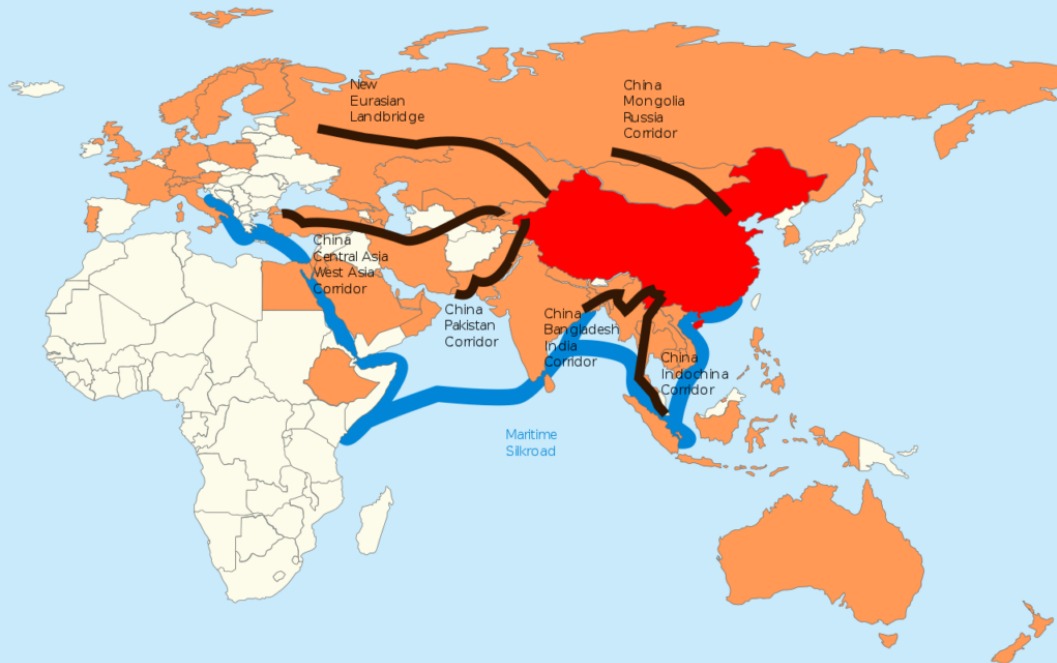 New
Eurasian
Landbridge
China
Mongolia
Russia
Corridor
China
Central Asia
West Asia
Corridor
China
Pakistan
Corridor
China
Bangladesh
India
Corridor
China
Indochina
Corridor
Maritime
Silkroad